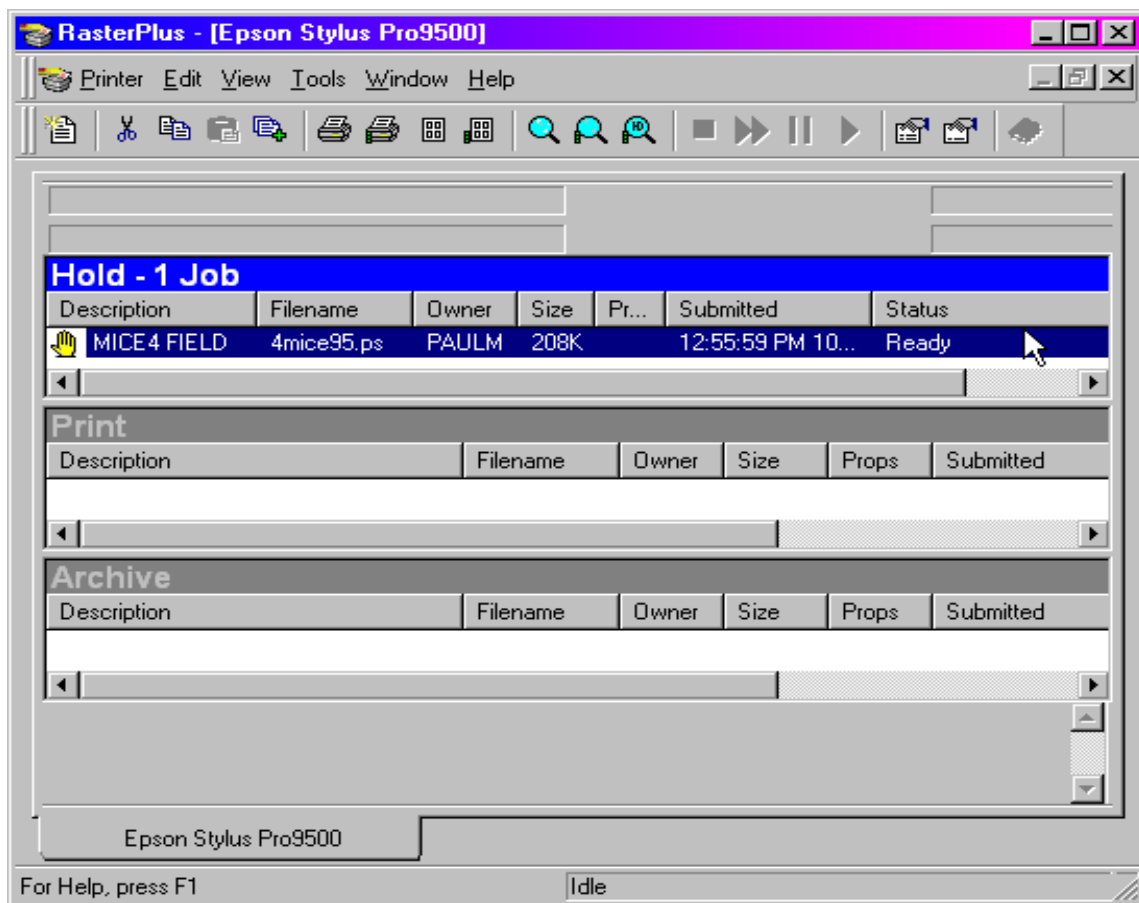 RasterPlus - [Epson Stylus Pro9500]
Printer Edit View Tools Window Help
HD
Hold - 1 Job
Description Filename Owner Size Pr... Submitted Status
MICE4 FIELD 4mice95.ps PAULM 208K 12:55:59 PM 10... Ready
Print
Description Filename Owner Size Props Submitted
Archive
Description Filename Owner Size Props Submitted
Epson Stylus Pro9500
For Help, press F1 Idle